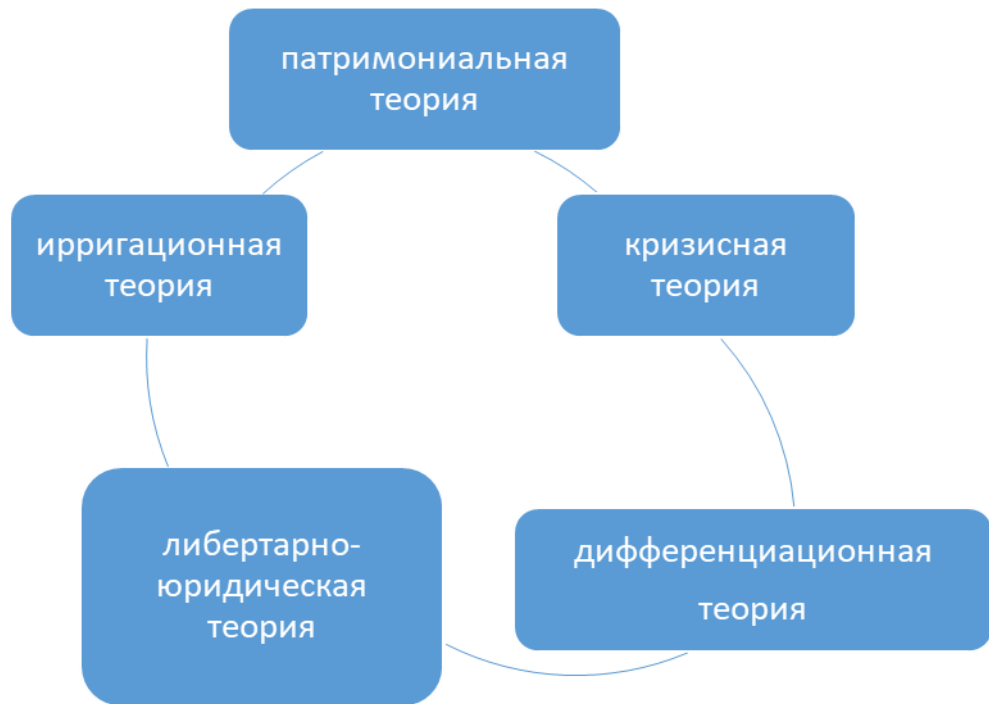 патримониальная
теория
ирригационная
теория
кризисная
теория
либертарно-
юридическая
теория
дифференциационная
теория